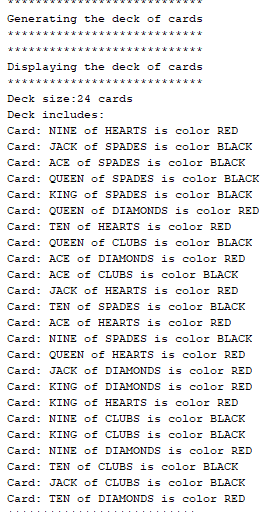 ****************************
Generating the deck of cards
****************************
****************************
Displaying the deck of cards
****************************
Deck size:24 cards
Deck includes:
Card: NINE of HEARTS is color RED
Card: JACK of SPADES is color BLACK
Card: ACE of SPADES is color BLACK
Card: QUEEN of SPADES is color BLACK
Card: KING of SPADES is color BLACK
Card: QUEEN of DIAMONDS is color RED
Card: TEN of HEARTS is color RED
Card: QUEEN of CLUBS is color BLACK
Card: ACE of DIAMONDS is color RED
Card: ACE of CLUBS is color BLACK
Card: JACK of HEARTS is color RED
Card: TEN of SPADES is color BLACK
Card: ACE of HEARTS is color RED
Card: NINE of SPADES is color BLACK
Card: QUEEN of HEARTS is color RED
Card: JACK of DIAMONDS is color RED
Card: KING of DIAMONDS is color RED
Card: KING of HEARTS is color RED
Card: NINE of CLUBS is color BLACK
Card: KING of CLUBS is color BLACK
Card: NINE of DIAMONDS is color RED
Card: TEN of CLUBS is color BLACK
Card: JACK of CLUBS is color BLACK
Card: TEN of DIAMONDS is color RED